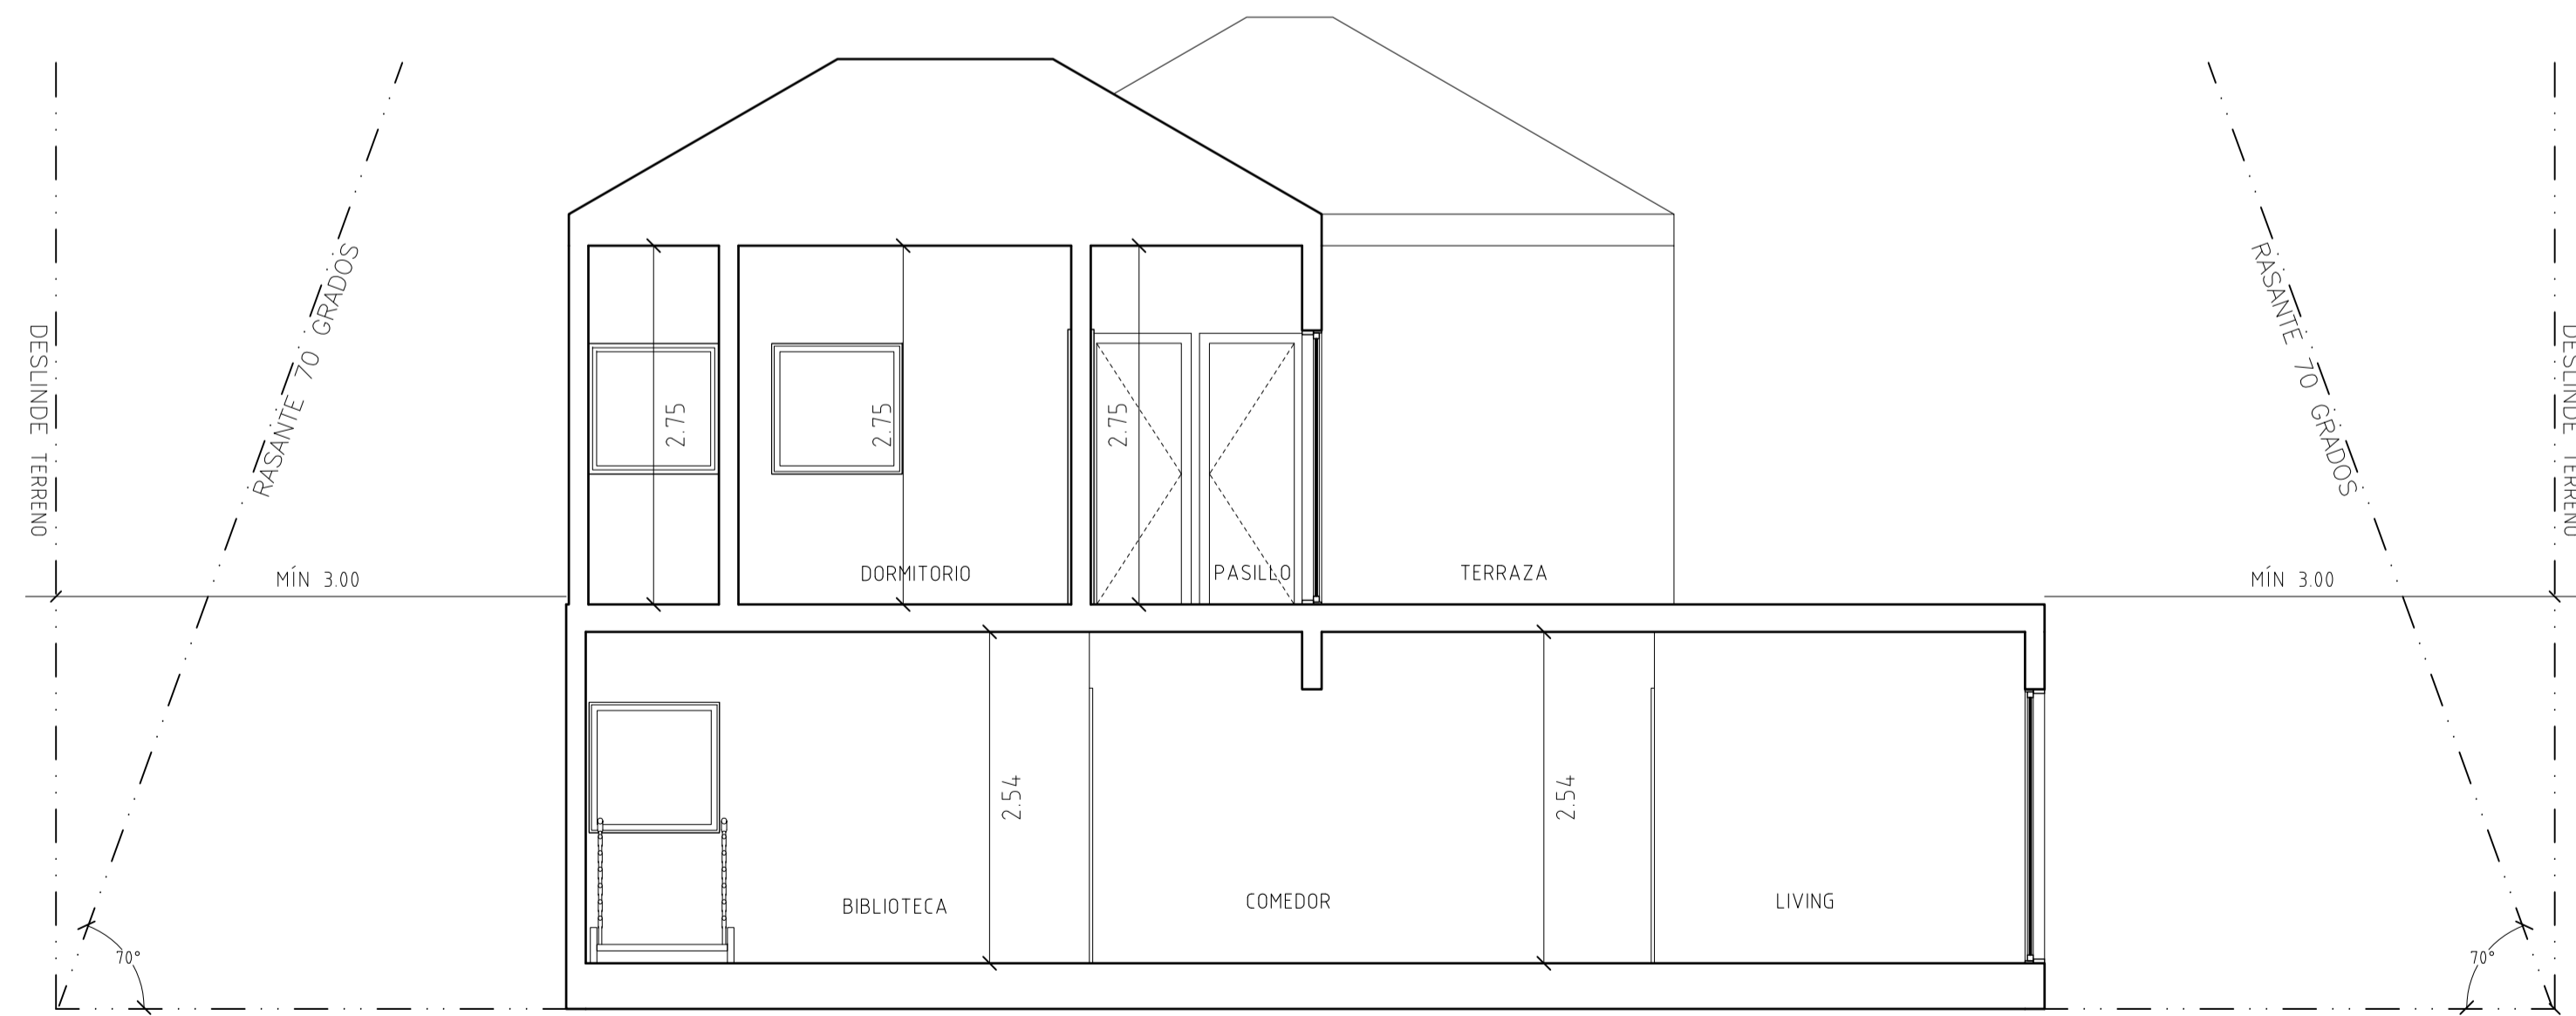 DESLINDE TERRENO
RASANTE 70 GRADOS
RASANTE 70 GRADOS
DESLINDE TERRENO
2.75
2.75
2.75
DORMITORIO
PASILLO
TERRAZA
MÍN 3.00
MÍN 3.00
2.54
2.54
BIBLIOTECA
COMEDOR
LIVING
70°
70°